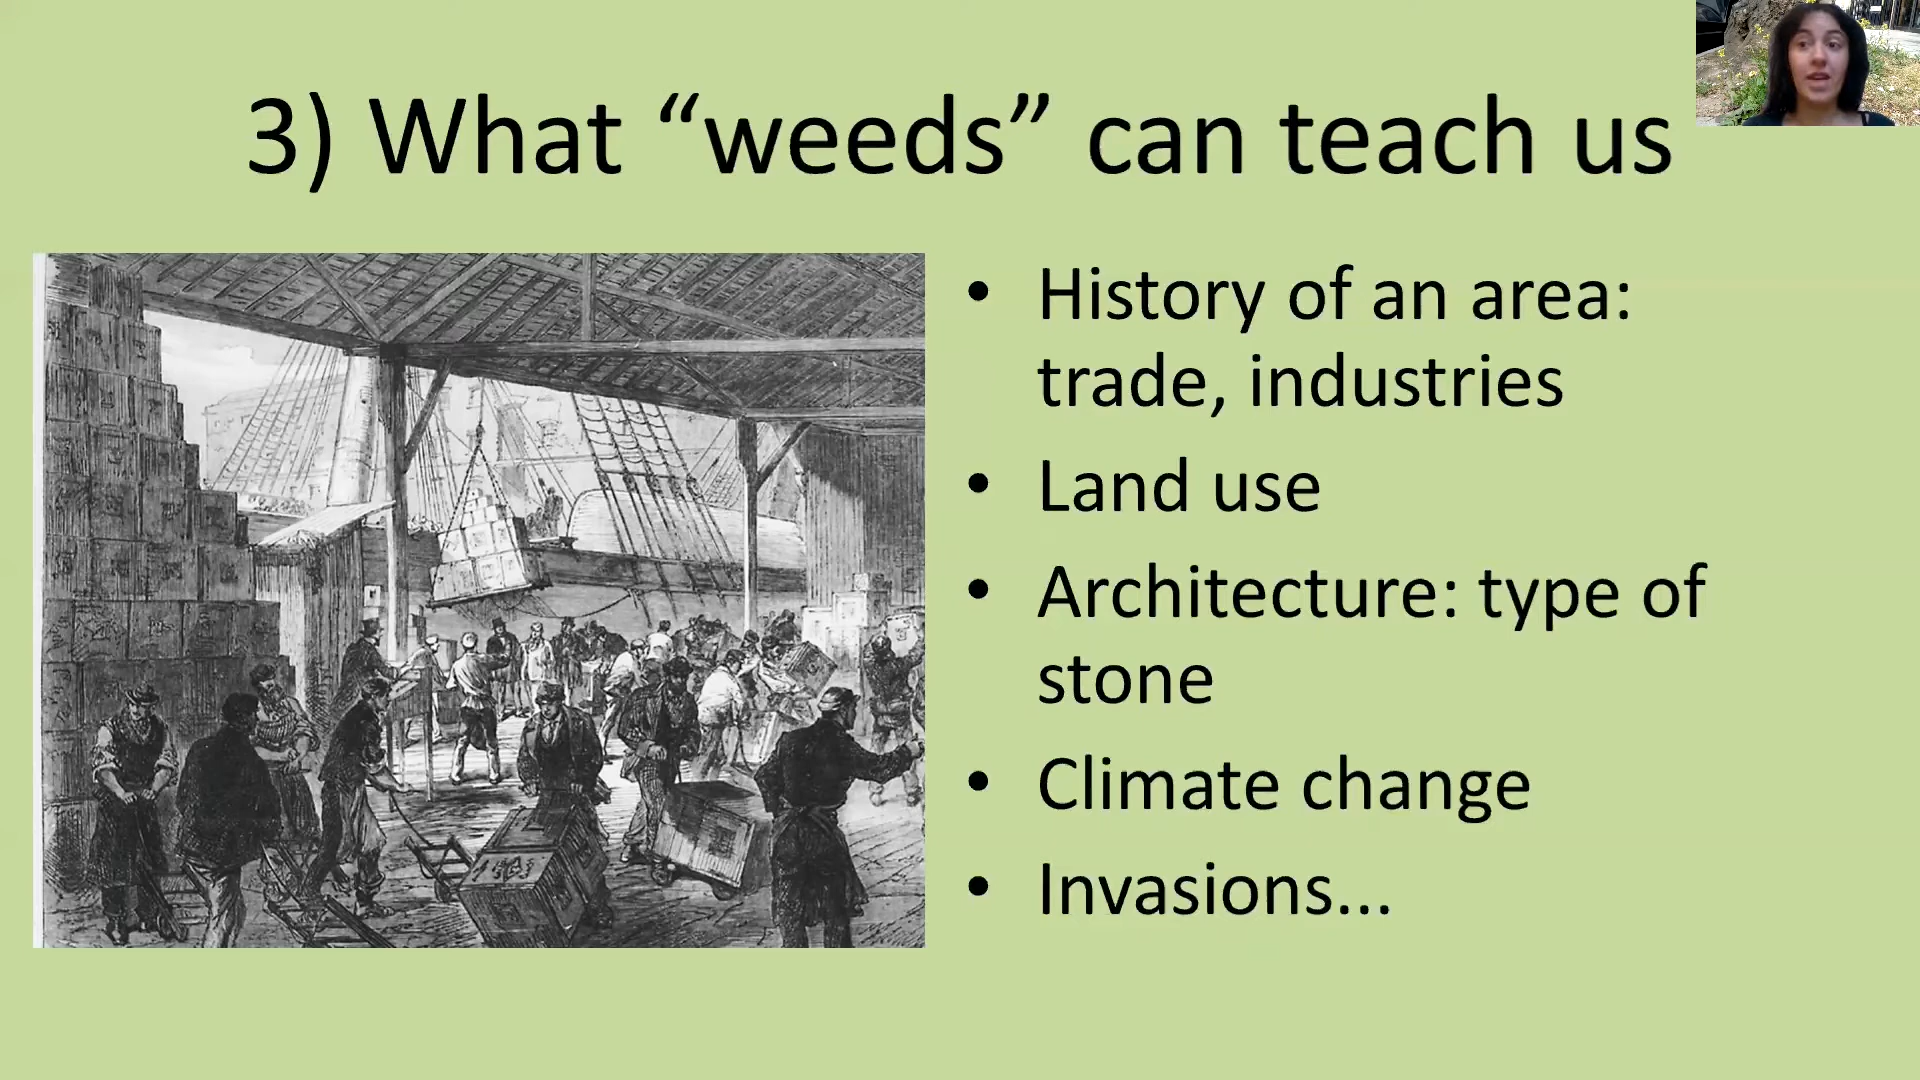 3) What “weeds” can teach us
• History of an area:
trade, industries
• Land use
• Architecture: type of
stone
• Climate change
• Invasions...